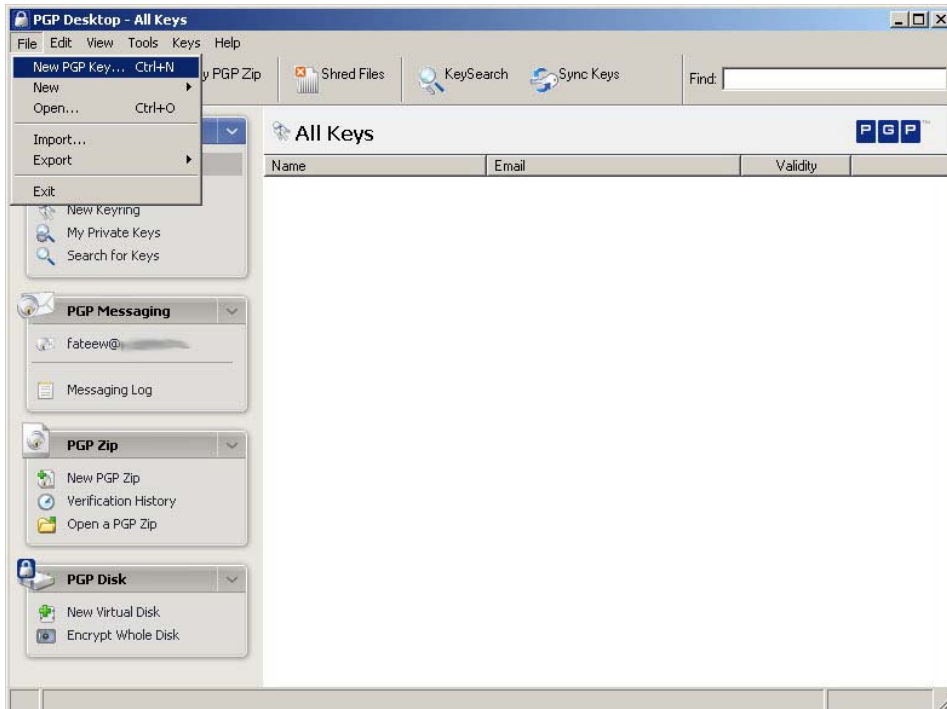 PGP Desktop - All Keys
File Edit View Tools Keys Help
New PGP Key... Ctrl+N
New
Open... Ctrl+O
Import...
Export
Exit
PGP Zip
Shred Files
KeySearch
Sync Keys
Find:
All Keys
PGP
Name Email Validity
New Keyring
My Private Keys
Search for Keys
PGP Messaging
fateew@
Messaging Log
PGP Zip
New PGP Zip
Verification History
Open a PGP Zip
PGP Disk
New Virtual Disk
Encrypt Whole Disk